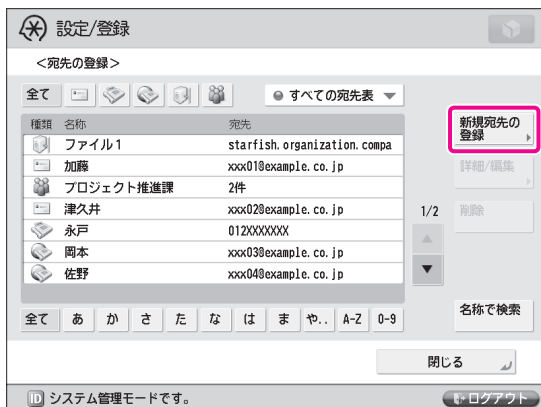 設定/登録
<宛先の登録>
全て
すべての宛先表
種類 名称 宛先
ファイル1 starfish.organization.compa
加藤 xxx01@example.co.jp
プロジェクト推進課 2件
津久井 xxx02@example.co.jp
永戸 012XXXXXXX
岡本 xxx03@example.co.jp
佐野 xxx04@example.co.jp
新規宛先の
登録
詳細/編集
1/2
削除
全て あ か さ た な は ま や.. A-Z 0-9
名称で検索
閉じる
ID システム管理モードです。
ログアウト